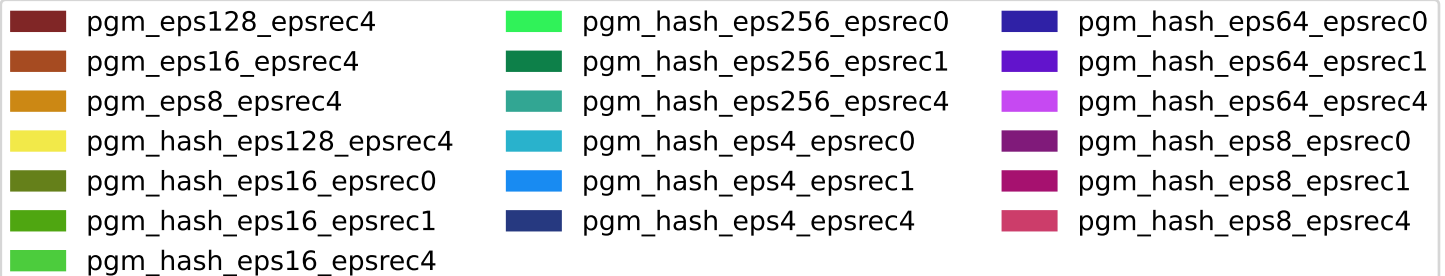 pgm_eps128_epsrec4
pgm_eps16_epsrec4
pgm_eps8_epsrec4
pgm_hash_eps128_epsrec4
pgm_hash_eps16_epsrec0
pgm_hash_eps16_epsrec1
pgm_hash_eps16_epsrec4
pgm_hash_eps256_epsrec0
pgm_hash_eps256_epsrec1
pgm_hash_eps256_epsrec4
pgm_hash_eps4_epsrec0
pgm_hash_eps4_epsrec1
pgm_hash_eps4_epsrec4
pgm_hash_eps64_epsrec0
pgm_hash_eps64_epsrec1
pgm_hash_eps64_epsrec4
pgm_hash_eps8_epsrec0
pgm_hash_eps8_epsrec1
pgm_hash_eps8_epsrec4